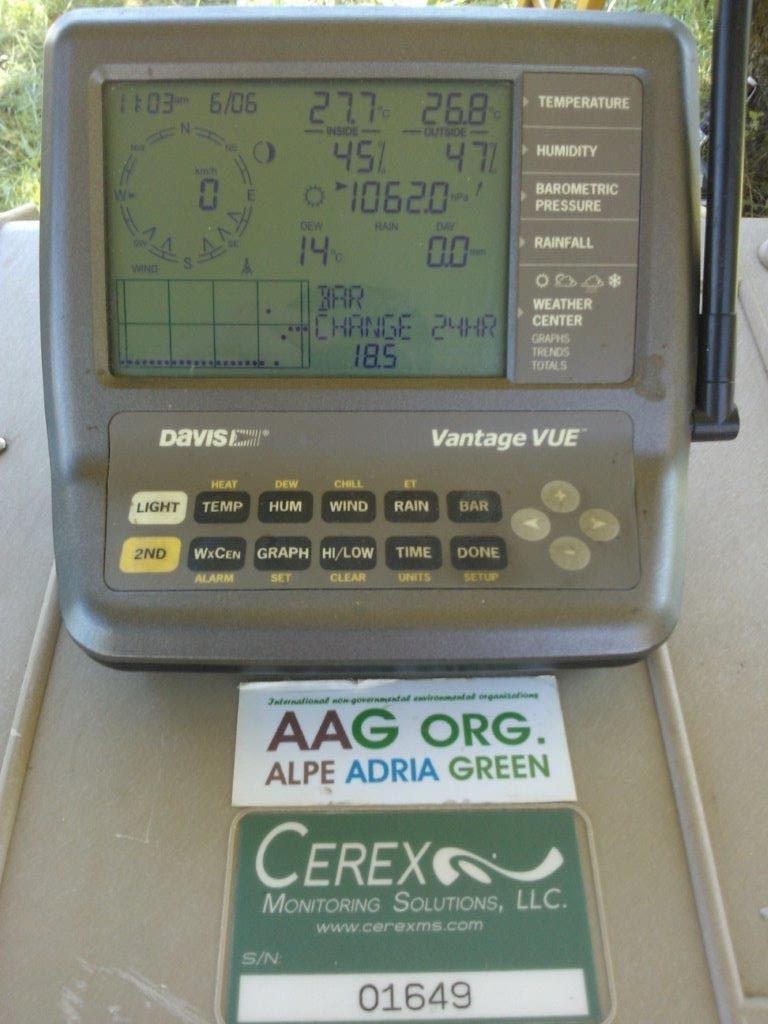 11:03am 6/06
27.7°C 26.8°C
INSIDE OUTSIDE
45% 47%
1062.0 hPa
DEW RAIN DAY
14°C 0.0 mm
N
NW NE
km/h
W 0 E
SW SE
S
WIND
BAR
CHANGE 24HR
18.5
TEMPERATURE
HUMIDITY
BAROMETRIC
PRESSURE
RAINFALL
WEATHER
CENTER
GRAPHS
TRENDS
TOTALS
DAVIS® Vantage VUE™
HEAT DEW CHILL ET
LIGHT TEMP HUM WIND RAIN BAR
+
2ND WxCEN GRAPH HI/LOW TIME DONE
-
ALARM SET CLEAR UNITS SETUP
International non-governmental environmental organizations
AAG ORG.
ALPE ADRIA GREEN
CEREX
MONITORING SOLUTIONS, LLC.
www.cerexms.com
S/N:
01649